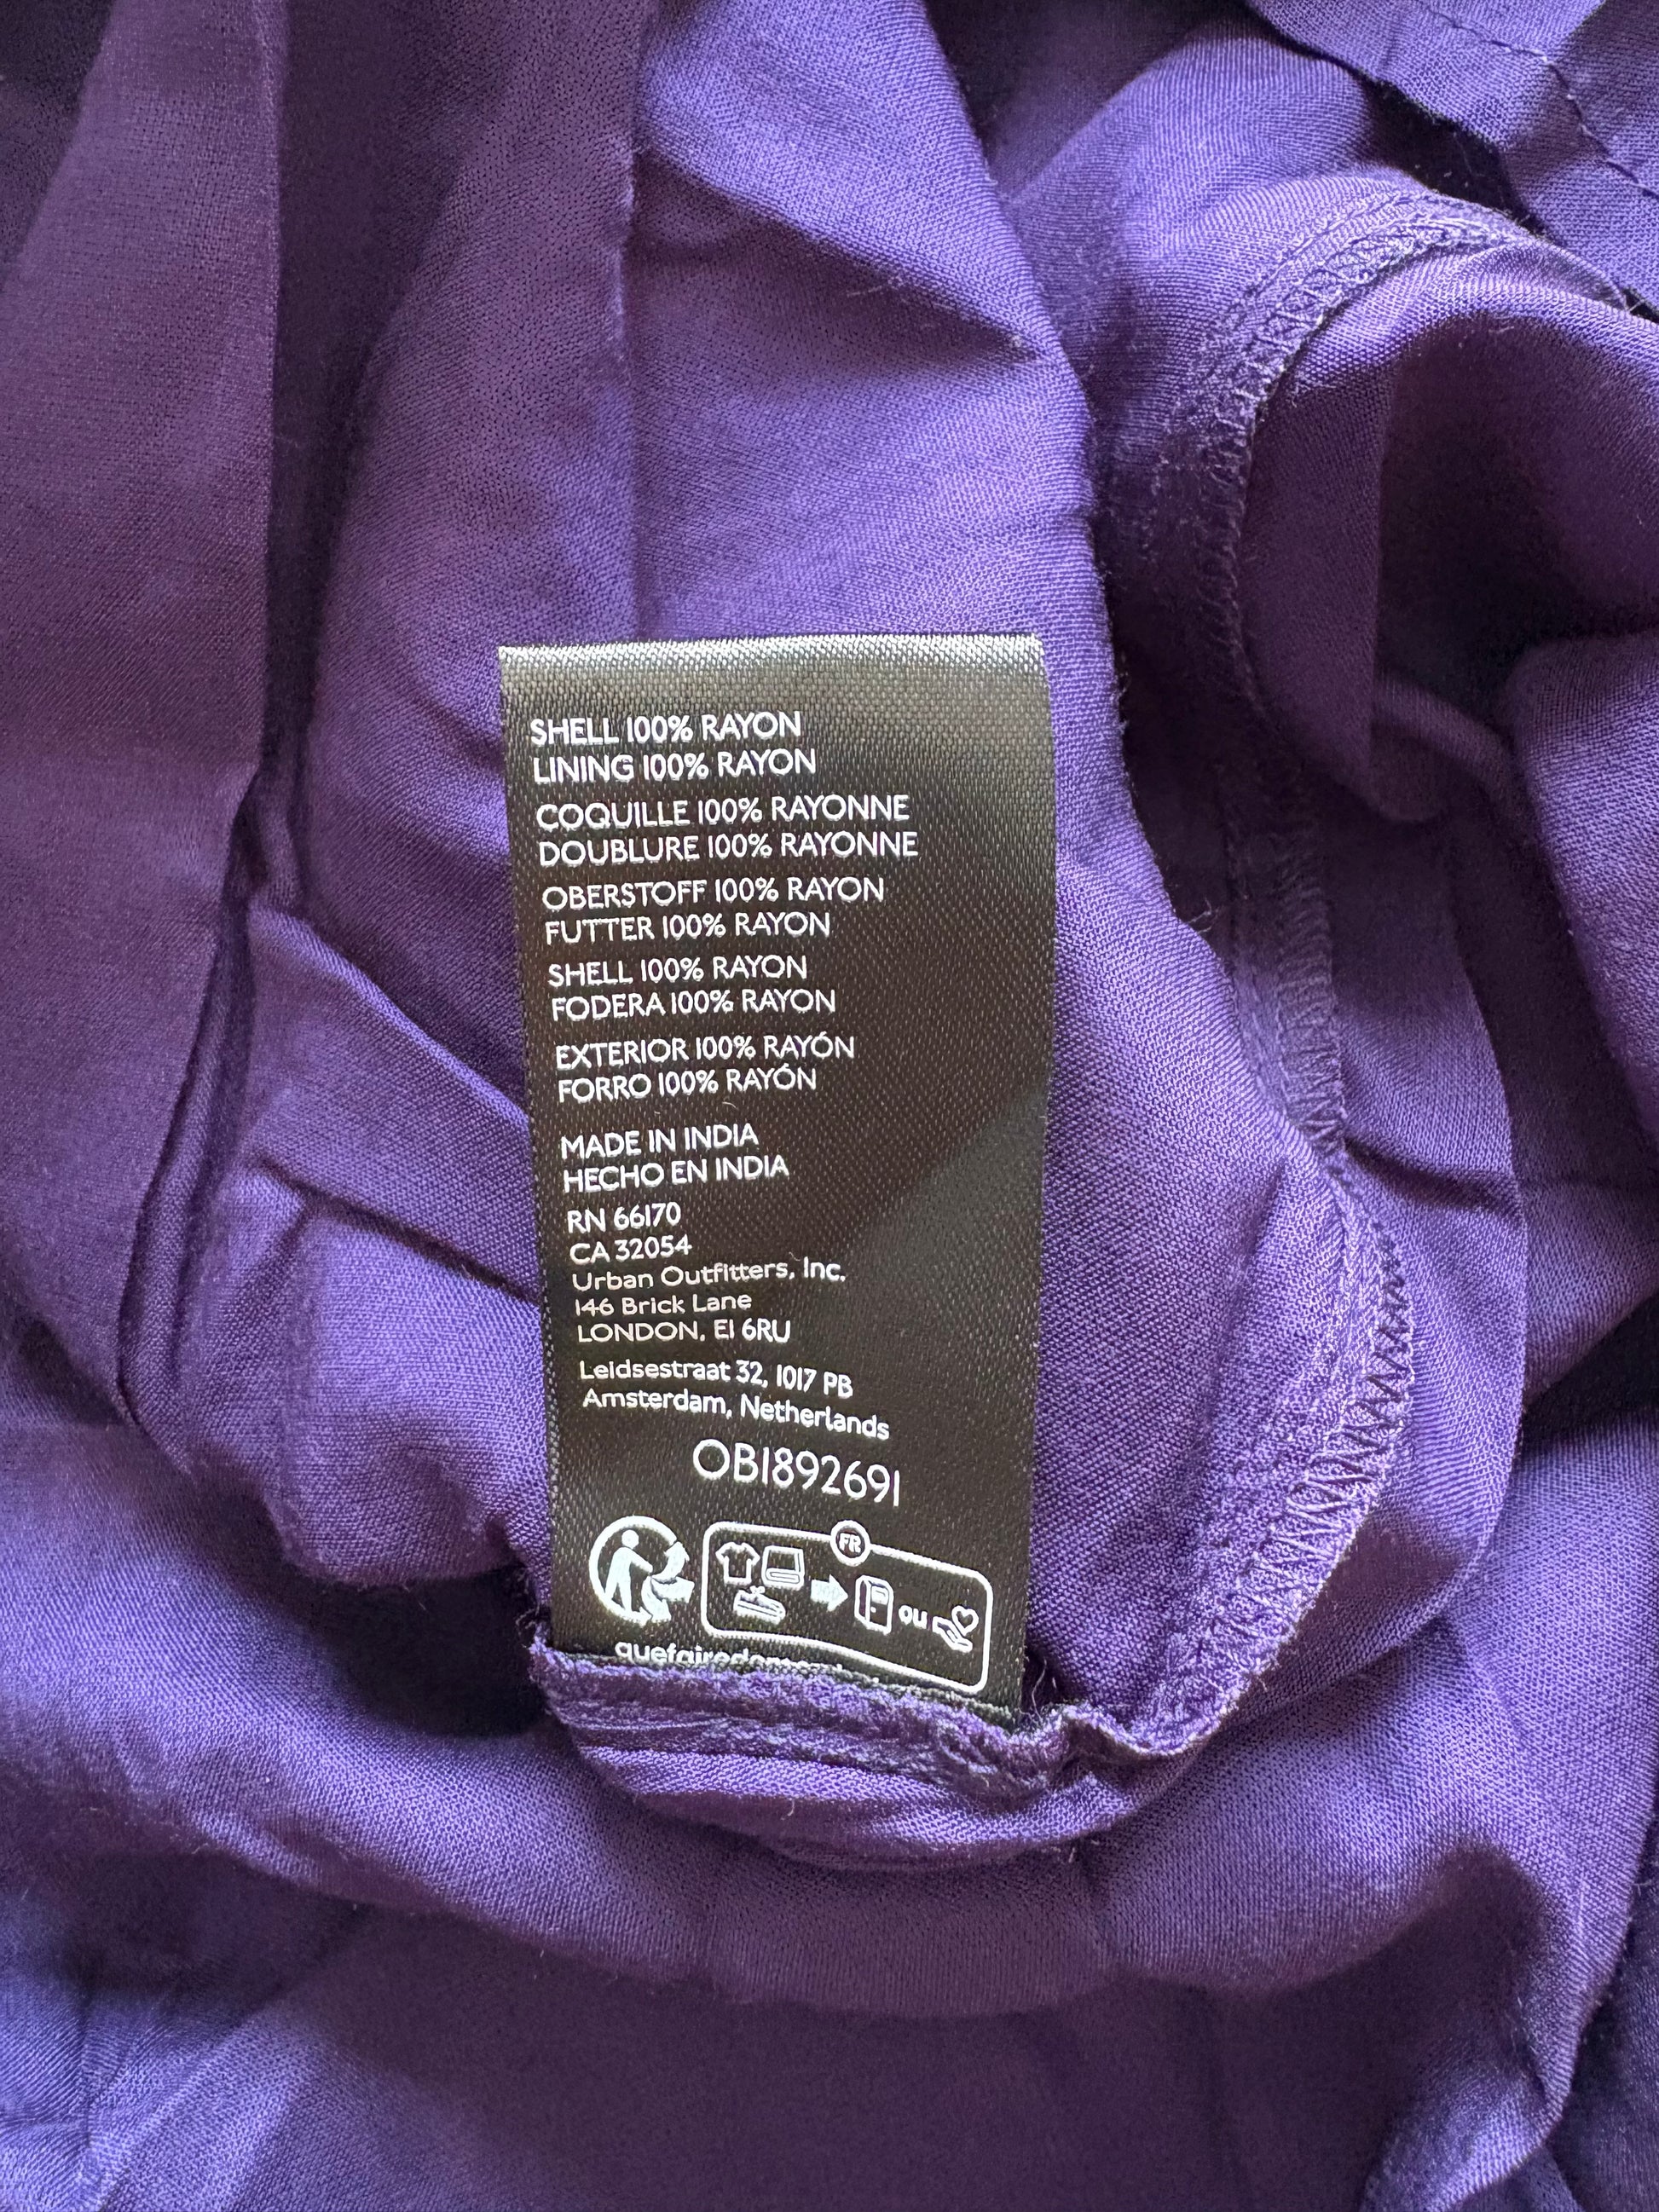 SHELL 100% RAYON
LINING 100% RAYON
COQUILLE 100% RAYONNE
DOUBLURE 100% RAYONNE
OBERSTOFF 100% RAYON
FUTTER 100% RAYON
SHELL 100% RAYON
FODERA 100% RAYON
EXTERIOR 100% RAYÓN
FORRO 100% RAYÓN
MADE IN INDIA
HECHO EN INDIA
RN 66170
CA 32054
Urban Outfitters, Inc.
146 Brick Lane
LONDON, E1 6RU
Leidsestraat 32, 1017 PB
Amsterdam, Netherlands
OB1892691
FR
ou